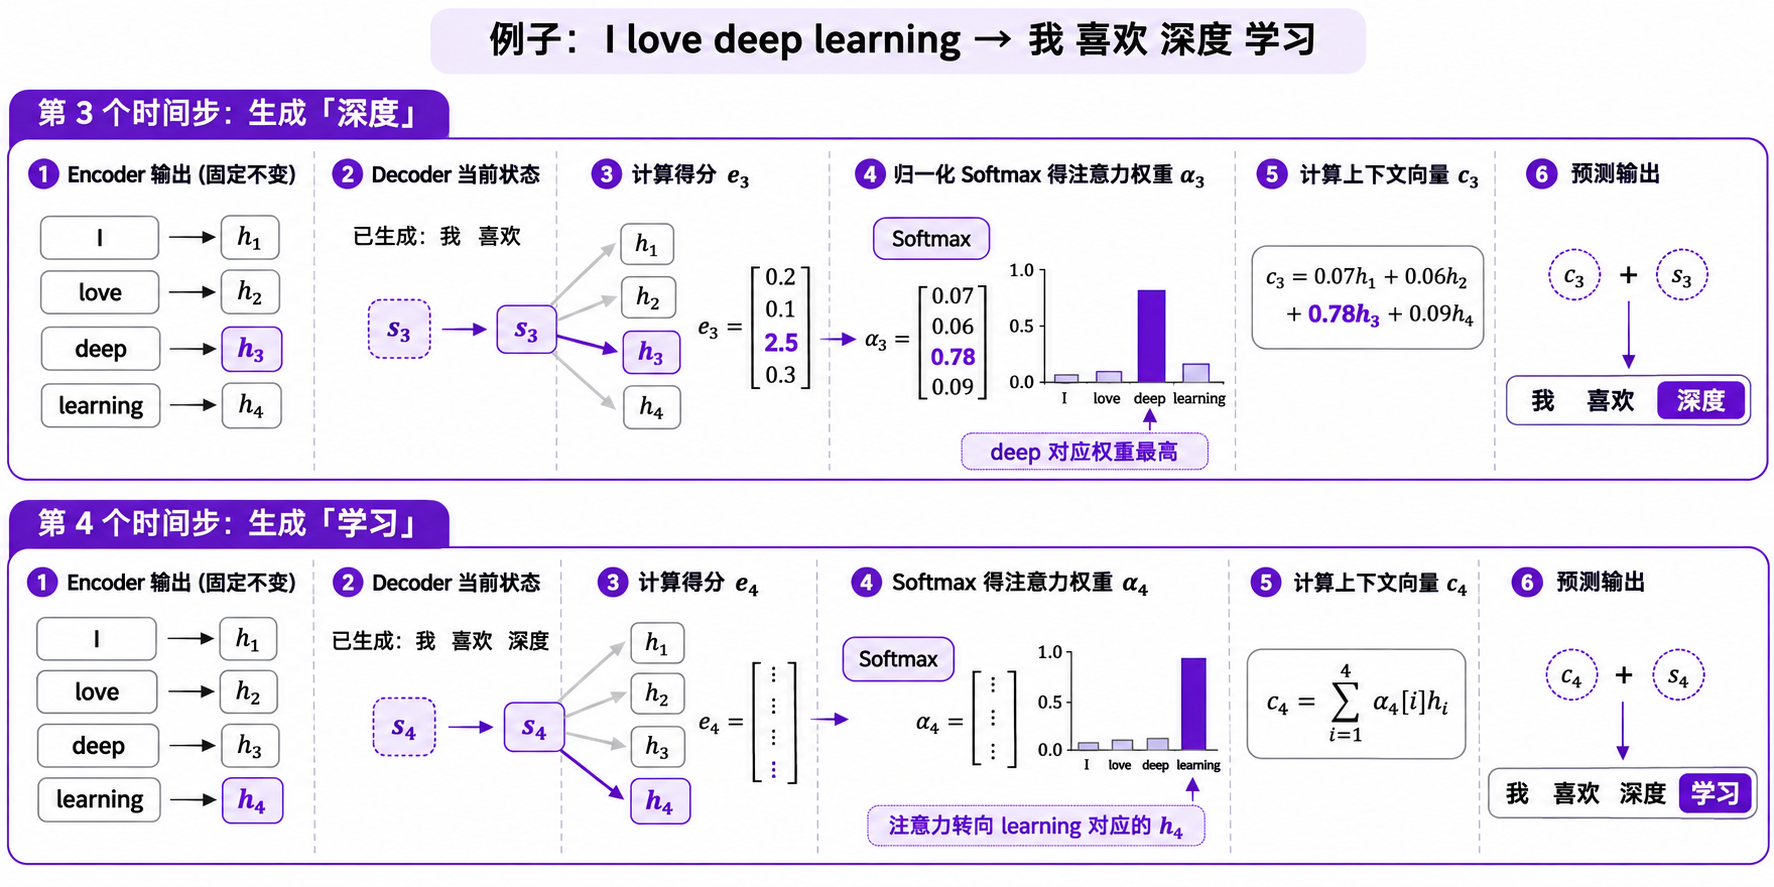 例子：I love deep learning → 我 喜欢 深度 学习
第 3 个时间步：生成「深度」
1 Encoder 输出 (固定不变)
I → h₁
love → h₂
deep → h₃
learning → h₄
2 Decoder 当前状态
已生成：我 喜欢
s₃ → s₃
3 计算得分 e₃
h₁
h₂
h₃
h₄
e₃ =
0.2
0.1
2.5
0.3
4 归一化 Softmax 得注意力权重 α₃
Softmax
α₃ =
0.07
0.06
0.78
0.09
1.0
0.5
0.0
I love deep learning
deep 对应权重最高
5 计算上下文向量 c₃
c₃ = 0.07h₁ + 0.06h₂
+ 0.78h₃ + 0.09h₄
6 预测输出
c₃ + s₃
我 喜欢 深度
第 4 个时间步：生成「学习」
1 Encoder 输出 (固定不变)
I → h₁
love → h₂
deep → h₃
learning → h₄
2 Decoder 当前状态
已生成：我 喜欢 深度
s₄ → s₄
3 计算得分 e₄
h₁
h₂
h₃
h₄
e₄ =
⋮
⋮
⋮
⋮
4 Softmax 得注意力权重 α₄
Softmax
α₄ =
⋮
⋮
⋮
1.0
0.5
0.0
I love deep learning
注意力转向 learning 对应的 h₄
5 计算上下文向量 c₄
4
c₄ = ∑ α₄[i]hᵢ
i=1
6 预测输出
c₄ + s₄
我 喜欢 深度 学习